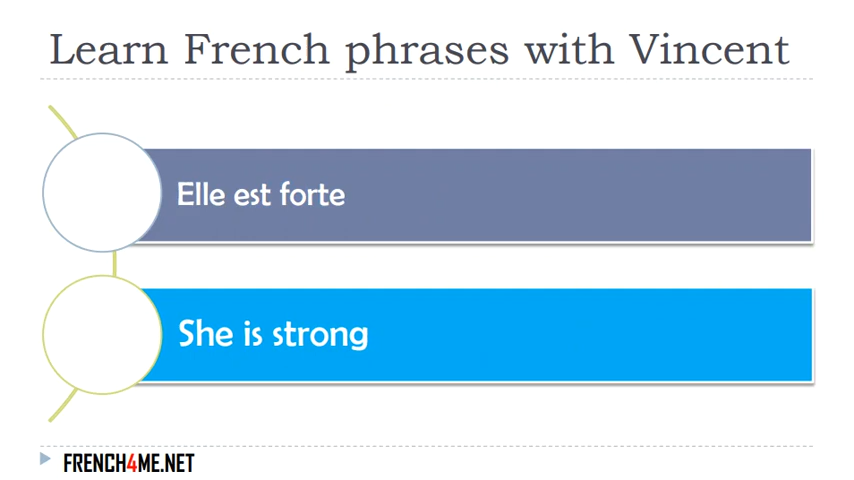 Learn French phrases with Vincent
Elle est forte
She is strong
FRENCH4ME.NET